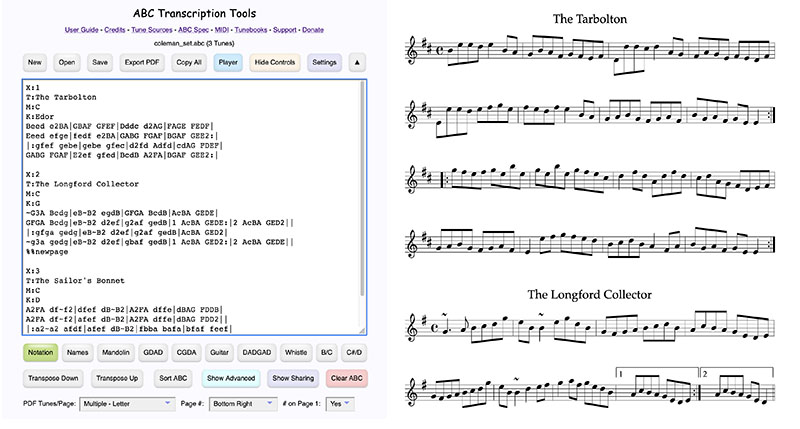 ABC Transcription Tools
User Guide - Credits - Tune Sources - ABC Spec - MIDI - Tunebooks - Support - Donate
coleman_set.abc (3 Tunes)
New Open Save Export PDF Copy All Player Hide Controls Settings ▲
X:1
T:The Tarbolton
M:C
K:Edor
Beed c2BA|GBAF GFEF|Dddc d2AG|FAGE FEDF|
Eeed efge|fedf e2BA|GABG FGAF|BGAF GEE2:|
|:gfef gebe|gebe gfec|d2fd Adfd|cdAG FDEF|
GABG FGAF|E2ef gfed|BcdB A2FA|BGAF GEE2:|
X:2
T:The Longford Collector
M:C
K:G
~G3A Bcdg|eB~B2 egdB|GFGA BcdB|AcBA GEDE|
GFGA Bcdg|eB~B2 d2ef|g2af gedB|1 AcBA GEDE:|2 AcBA GED2||
|:gfga gedg|eB~B2 d2ef|g2af gedB|AcBA GED2|
~g3a gedg|eB~B2 d2ef|gbaf gedB|1 AcBA GED2:|2 AcBA GEDE||
%%newpage
X:3
T:The Sailor's Bonnet
M:C
K:D
A2FA df~f2|dfef dB~B2|A2FA dffe|dBAG FDDB|
A2FA df~f2|afef dB~B2|A2FA dffe|dBAG FDD2||
|:a2~a2 afdf|afef dB~B2|fbba bafa|bfaf feef|
Notation Names Mandolin GDAD CGDA Guitar DADGAD Whistle B/C C#/D
Transpose Down Transpose Up Sort ABC Show Advanced Show Sharing Clear ABC
PDF Tunes/Page: Multiple - Letter Page #: Bottom Right # on Page 1: Yes
The Tarbolton
The Longford Collector
1 2